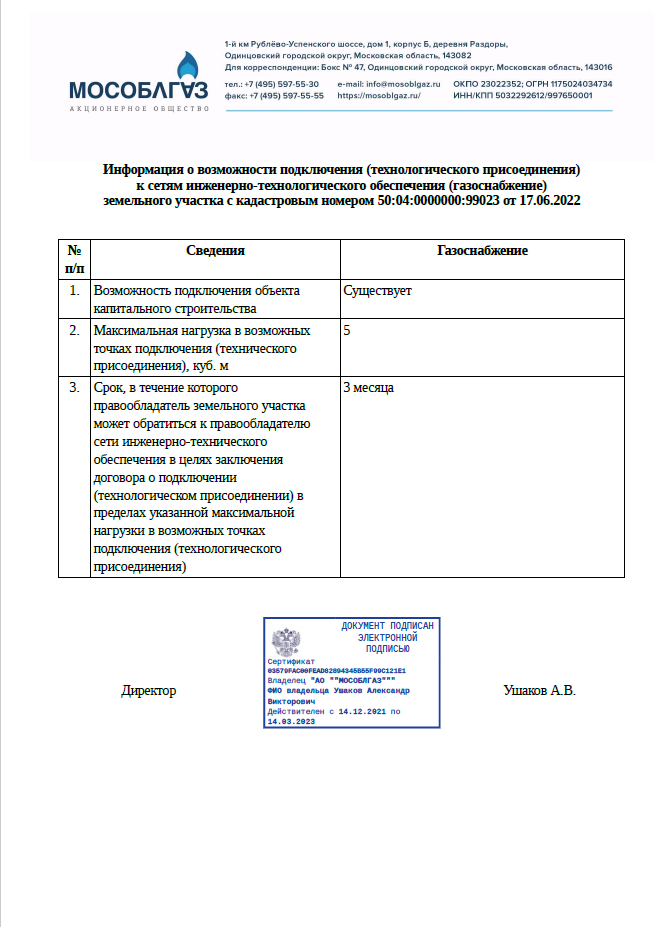 МОСОБЛГАЗ
АКЦИОНЕРНОЕ ОБЩЕСТВО
1-й км Рублёво-Успенского шоссе, дом 1, корпус Б, деревня Раздоры,
Одинцовский городской округ, Московская область, 143082
Для корреспонденции: Бокс № 47, Одинцовский городской округ, Московская область, 143016
тел.: +7 (495) 597-55-30 e-mail: info@mosoblgaz.ru ОКПО 23022352; ОГРН 1175024034734
факс: +7 (495) 597-55-55 https://mosoblgaz.ru/ ИНН/КПП 5032292612/997650001
Информация о возможности подключения (технологического присоединения)
к сетям инженерно-технологического обеспечения (газоснабжение)
земельного участка с кадастровым номером 50:04:0000000:99023 от 17.06.2022
№ Сведения Газоснабжение
п/п
1. Возможность подключения объекта Существует
капитального строительства
2. Максимальная нагрузка в возможных 5
точках подключения (технического
присоединения), куб. м
3. Срок, в течение которого 3 месяца
правообладатель земельного участка
может обратиться к правообладателю
сети инженерно-технического
обеспечения в целях заключения
договора о подключении
(технологическом присоединении) в
пределах указанной максимальной
нагрузки в возможных точках
подключения (технологического
присоединения)
ДОКУМЕНТ ПОДПИСАН
ЭЛЕКТРОННОЙ
ПОДПИСЬЮ
Сертификат
03579FAC00FEAD82894345B55F99C121E1
Владелец "АО ""МОСОБЛГАЗ"""
ФИО владельца Ушаков Александр
Викторович
Действителен с 14.12.2021 по
14.03.2023
Директор Ушаков А.В.